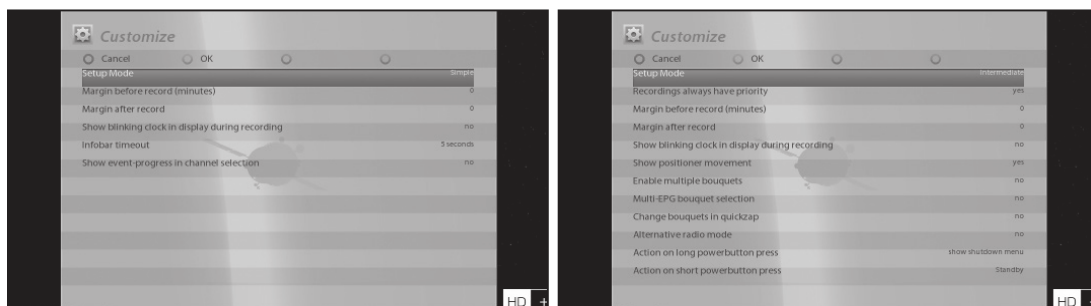 Customize
Cancel OK
Setup Mode Simple
Margin before record (minutes) 0
Margin after record 0
Show blinking clock in display during recording no
Infobar timeout 5 seconds
Show event-progress in channel selection no
HD +
Customize
Cancel OK
Setup Mode Intermediate
Recordings always have priority yes
Margin before record (minutes) 0
Margin after record 0
Show blinking clock in display during recording no
Show positioner movement yes
Enable multiple bouquets no
Multi-EPG bouquet selection no
Change bouquets in quickzap no
Alternative radio mode no
Action on long powerbutton press show shutdown menu
Action on short powerbutton press Standby
HD